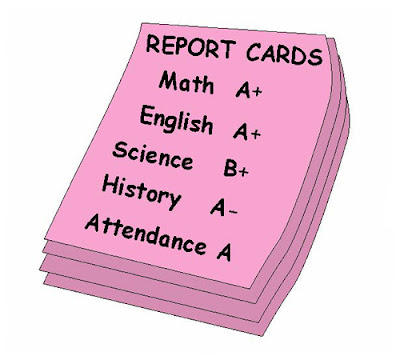 REPORT CARDS
Math A+
English A+
Science B+
History A-
Attendance A